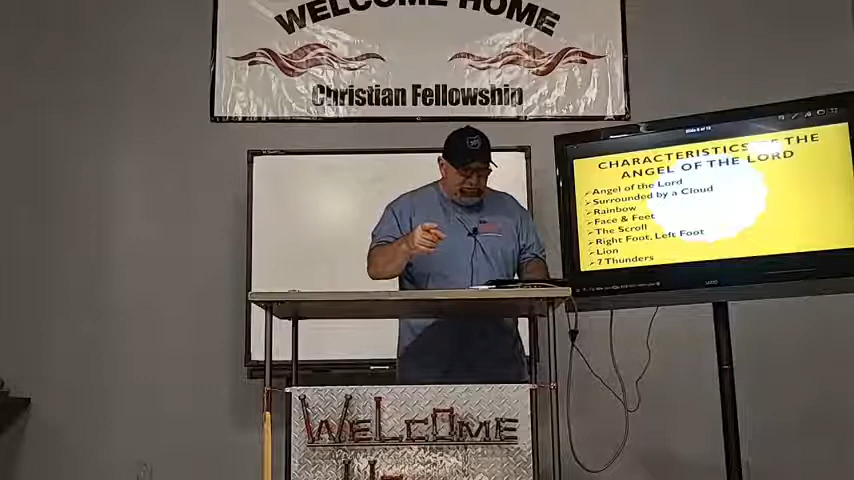 WELCOME HOME
Christian Fellowship
CHARACTERISTICS OF THE
ANGEL OF THE LORD
Angel of the Lord
Surrounded by a Cloud
Rainbow
Face & Feet
The Scroll
Right Foot, Left Foot
Lion
7 Thunders
WELCOME